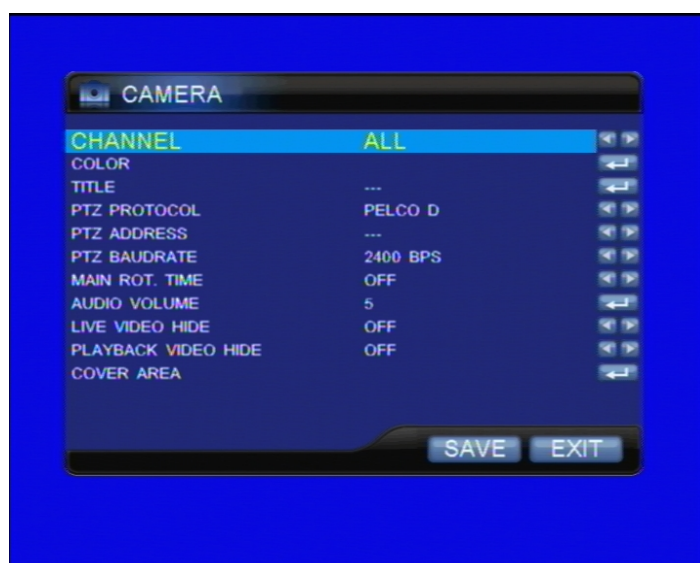 CAMERA
CHANNEL ALL
COLOR
TITLE ---
PTZ PROTOCOL PELCO D
PTZ ADDRESS ---
PTZ BAUDRATE 2400 BPS
MAIN ROT. TIME OFF
AUDIO VOLUME 5
LIVE VIDEO HIDE OFF
PLAYBACK VIDEO HIDE OFF
COVER AREA
SAVE EXIT